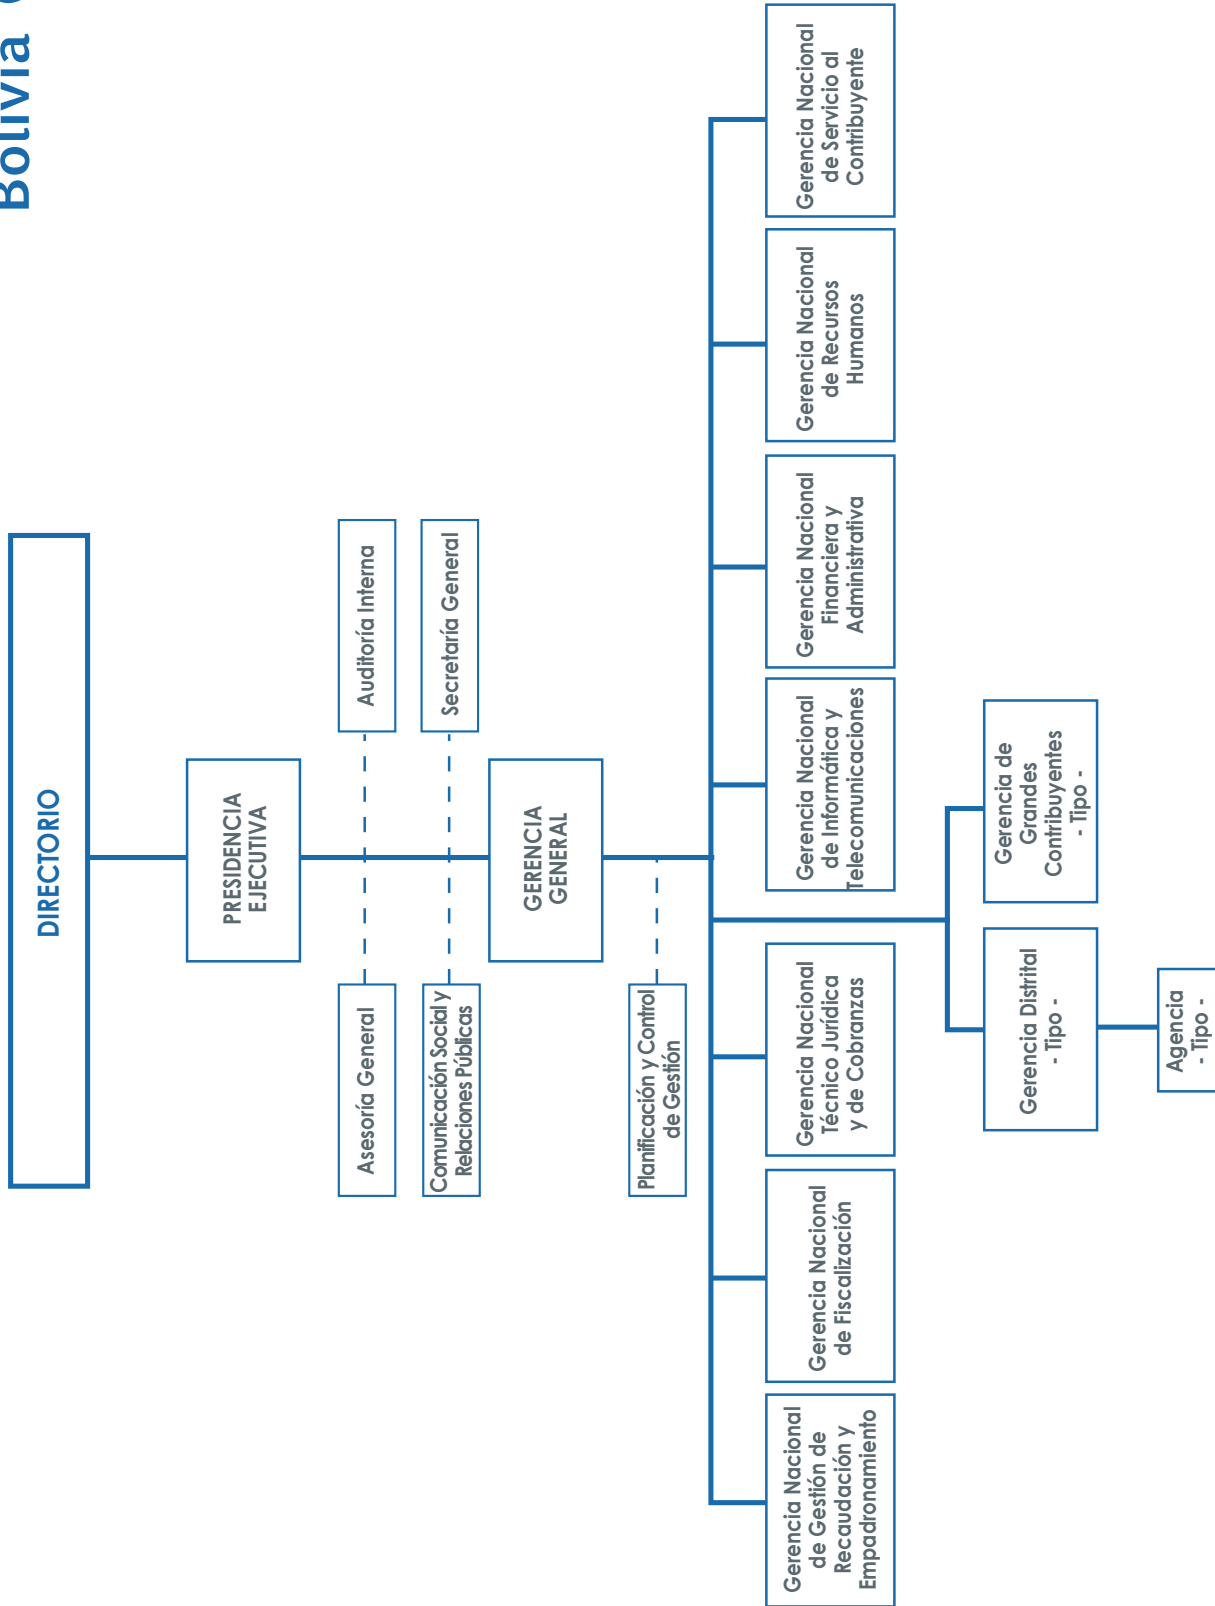 Bolivia
DIRECTORIO
PRESIDENCIA
EJECUTIVA
Asesoría General
Auditoría Interna
Comunicación Social y
Relaciones Públicas
Secretaría General
GERENCIA
GENERAL
Planificación y Control
de Gestión
Gerencia Nacional
de Gestión de
Recaudación y
Empadronamiento
Gerencia Nacional
de Fiscalización
Gerencia Nacional
Técnico Jurídica
y de Cobranzas
Gerencia Nacional
de Informática y
Telecomunicaciones
Gerencia Nacional
Financiera y
Administrativa
Gerencia Nacional
de Recursos
Humanos
Gerencia Nacional
de Servicio al
Contribuyente
Gerencia Distrital
- Tipo -
Gerencia de
Grandes
Contribuyentes
- Tipo -
Agencia
- Tipo -